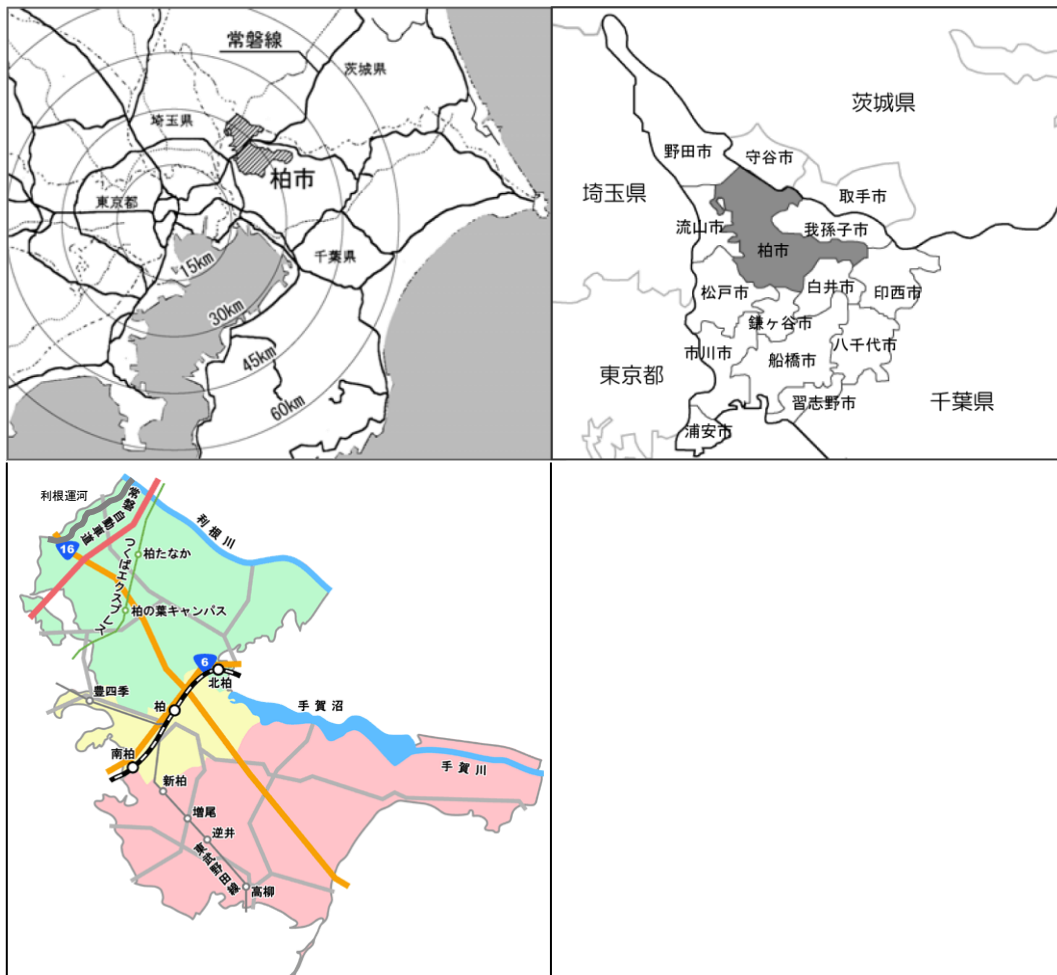 常磐線
茨城県
埼玉県
柏市
東京都
千葉県
15km
30km
45km
60km
茨城県
野田市
守谷市
埼玉県
取手市
流山市
我孫子市
柏市
松戸市
白井市
印西市
鎌ヶ谷市
市川市
船橋市
八千代市
東京都
習志野市
千葉県
浦安市
利根運河
常磐自動車道
利根川
16
つくばエクスプレス
柏たなか
柏の葉キャンパス
6
北柏
豊四季
柏
手賀沼
南柏
手賀川
新柏
増尾
逆井
東武野田線
高柳